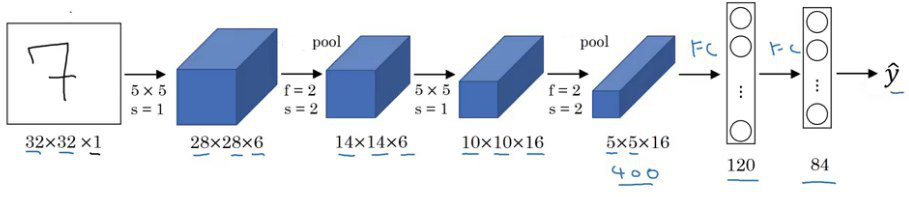 7
5 × 5
s = 1
pool
f = 2
s = 2
5 × 5
s = 1
pool
f = 2
s = 2
FC
⋮
FC
⋮
ŷ
32×32 ×1
28×28×6
14×14×6
10×10×16
5×5×16
400
120
84